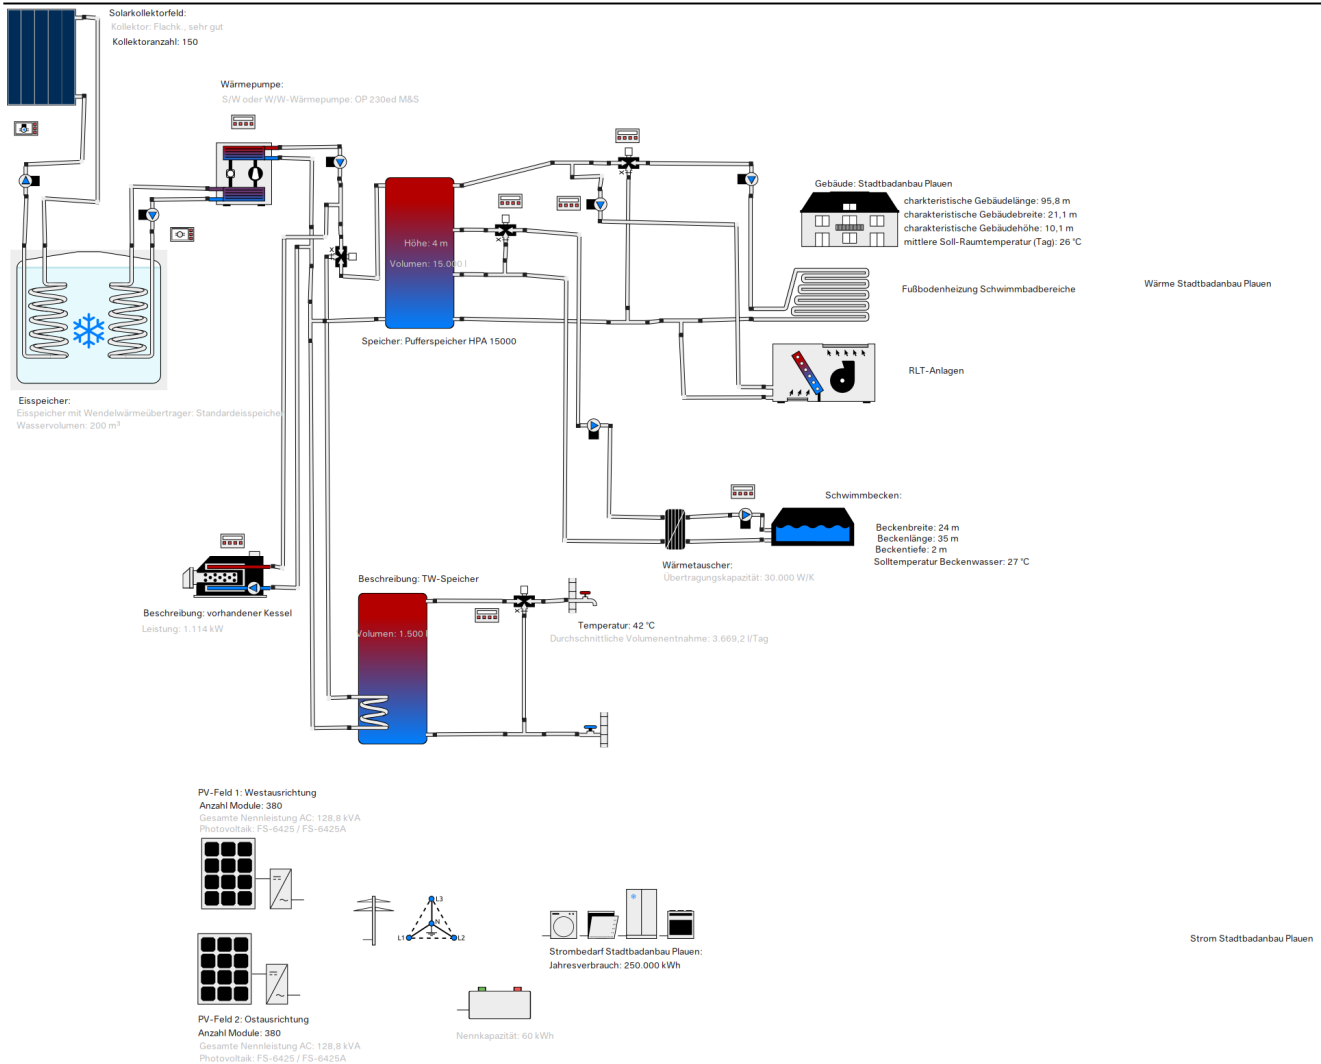 Solarkollektorfeld:
Kollektor: Flachk., sehr gut
Kollektoranzahl: 150
Wärmepumpe:
S/W oder W/W-Wärmepumpe: OP 230ed M&S
Gebäude: Stadtbadanbau Plauen
charkteristische Gebäudelänge: 95,8 m
charakteristische Gebäudebreite: 21,1 m
charakteristische Gebäudehöhe: 10,1 m
mittlere Soll-Raumtemperatur (Tag): 26 °C
Höhe: 4 m
Volumen: 15.000 l
Fußbodenheizung Schwimmbadbereiche
Wärme Stadtbadanbau Plauen
Speicher: Pufferspeicher HPA 15000
RLT-Anlagen
Eisspeicher:
Eisspeicher mit Wendelwärmeübertrager: Standardeisspeicher
Wasservolumen: 200 m³
Schwimmbecken:
Beckenbreite: 24 m
Beckenlänge: 35 m
Beckentiefe: 2 m
Solltemperatur Beckenwasser: 27 °C
Wärmetauscher:
Übertragungskapazität: 30.000 W/K
Beschreibung: TW-Speicher
Beschreibung: vorhandener Kessel
Leistung: 1.114 kW
Volumen: 1.500 l
Temperatur: 42 °C
Durchschnittliche Volumenentnahme: 3.669,2 l/Tag
PV-Feld 1: Westausrichtung
Anzahl Module: 380
Gesamte Nennleistung AC: 128,8 kVA
Photovoltaik: FS-6425 / FS-6425A
L3
N
L1
L2
Strombedarf Stadtbadanbau Plauen:
Jahresverbrauch: 250.000 kWh
Strom Stadtbadanbau Plauen
PV-Feld 2: Ostausrichtung
Anzahl Module: 380
Gesamte Nennleistung AC: 128,8 kVA
Photovoltaik: FS-6425 / FS-6425A
Nennkapazität: 60 kWh